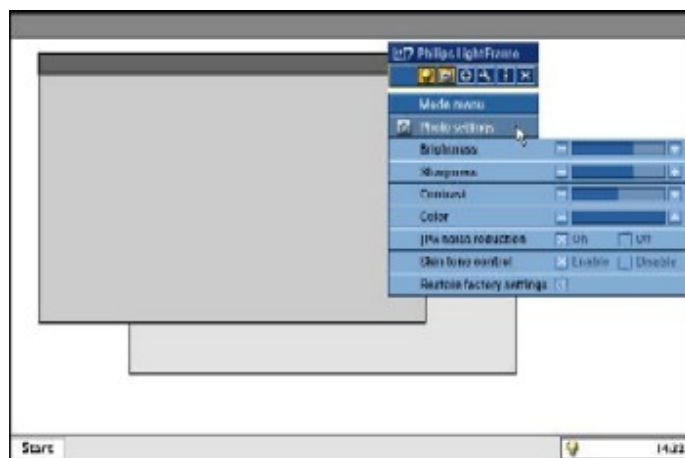 Philips LightFrame
Mode menu
Photo settings
Brightness
Sharpness
Contrast
Color
JPG noise reduction On Off
Skin tone control Enable Disable
Restore factory settings
Start